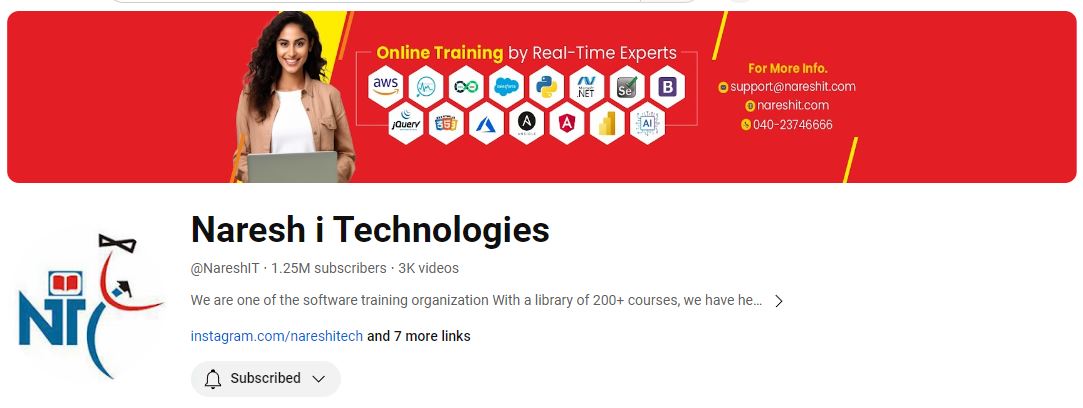 Online Training by Real-Time Experts
aws
salesforce
Microsoft .NET
Se
B
jQuery
HTML 5
ANSIBLE
AI
For More Info.
support@nareshit.com
nareshit.com
040-23746666
NIT
Naresh i Technologies
@NareshIT · 1.25M subscribers · 3K videos
We are one of the software training organization With a library of 200+ courses, we have he...
instagram.com/nareshitech and 7 more links
Subscribed